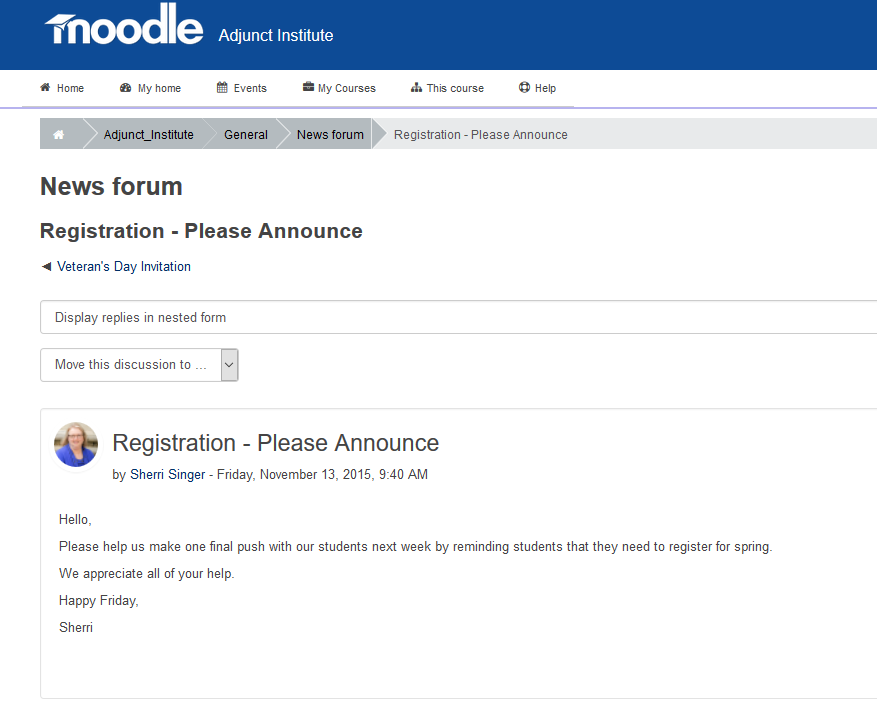 moodle Adjunct Institute
Home My home Events My Courses This course Help
Adjunct_Institute General News forum Registration - Please Announce
News forum
Registration - Please Announce
◄ Veteran's Day Invitation
Display replies in nested form
Move this discussion to ...
Registration - Please Announce
by Sherri Singer - Friday, November 13, 2015, 9:40 AM
Hello,
Please help us make one final push with our students next week by reminding students that they need to register for spring.
We appreciate all of your help.
Happy Friday,
Sherri